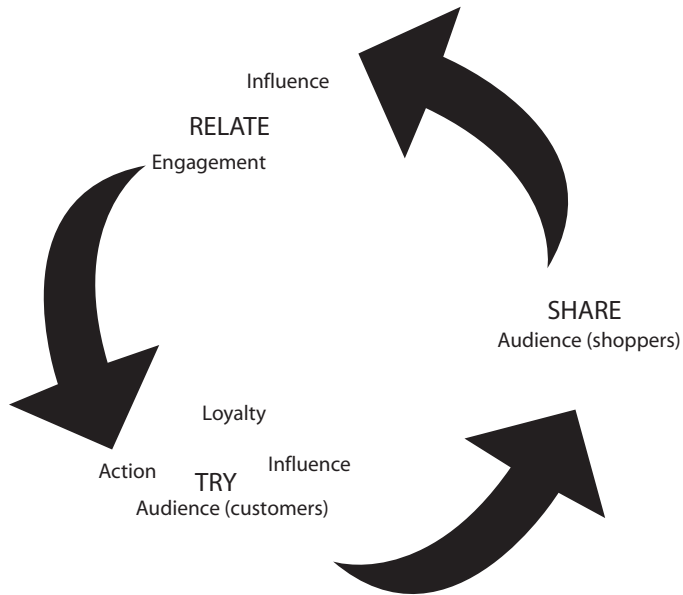 Influence
RELATE
Engagement
SHARE
Audience (shoppers)
Loyalty
Influence
Action
TRY
Audience (customers)